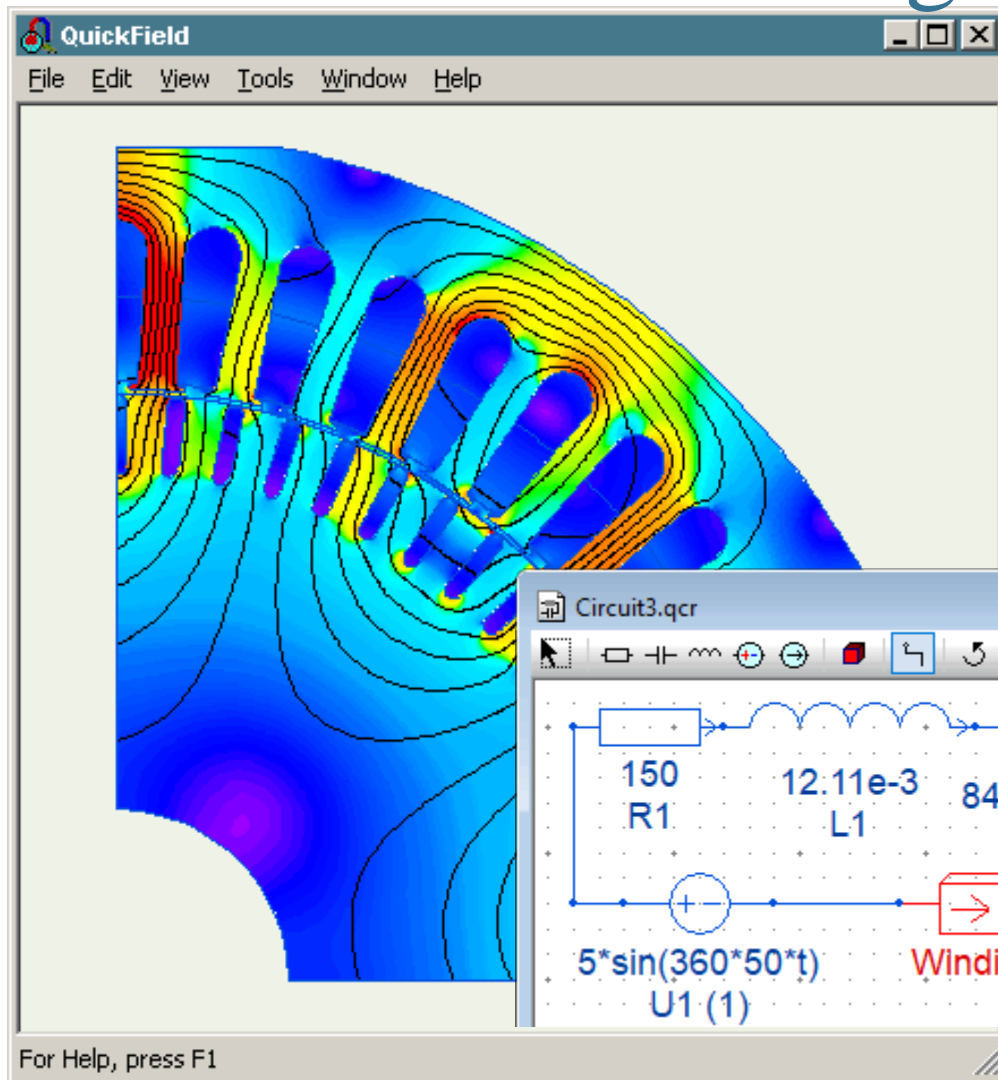 QuickField
File Edit View Tools Window Help
Circuit3.qcr
150
R1
12.11e-3
L1
84
5*sin(360*50*t)
U1 (1)
For Help, press F1